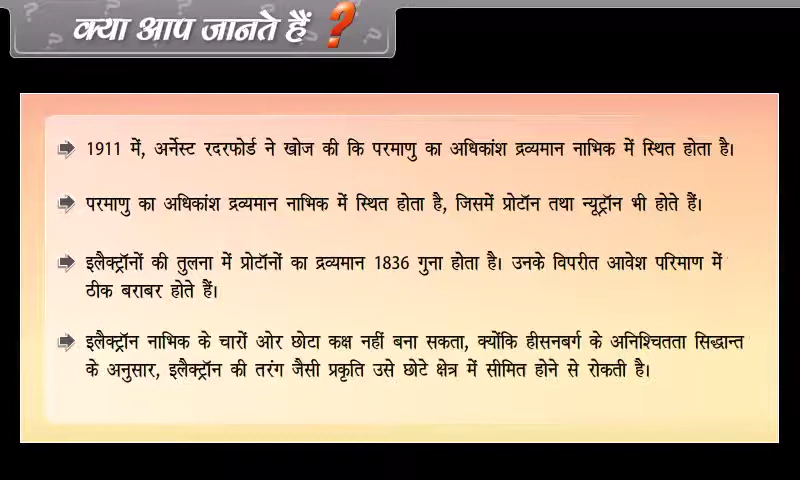 क्या आप जानते हैं ?
1911 में, अर्नेस्ट रदरफोर्ड ने खोज की कि परमाणु का अधिकांश द्रव्यमान नाभिक में स्थित होता है।
परमाणु का अधिकांश द्रव्यमान नाभिक में स्थित होता है, जिसमें प्रोटॉन तथा न्यूट्रॉन भी होते हैं।
इलैक्ट्रॉनों की तुलना में प्रोटॉनों का द्रव्यमान 1836 गुना होता है। उनके विपरीत आवेश परिमाण में
ठीक बराबर होते हैं।
इलैक्ट्रॉन नाभिक के चारों ओर छोटा कक्ष नहीं बना सकता, क्योंकि हीसनबर्ग के अनिश्चितता सिद्धान्त
के अनुसार, इलैक्ट्रॉन की तरंग जैसी प्रकृति उसे छोटे क्षेत्र में सीमित होने से रोकती है।